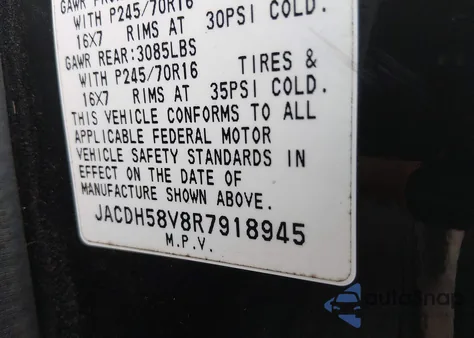 GAWR
WITH P245/70R16
16X7 RIMS AT 30PSI COLD.
GAWR REAR:3085LBS
WITH P245/70R16 TIRES &
16X7 RIMS AT 35PSI COLD.
THIS VEHICLE CONFORMS TO ALL
APPLICABLE FEDERAL MOTOR
VEHICLE SAFETY STANDARDS IN
EFFECT ON THE DATE OF
MANUFACTURE SHOWN ABOVE.
JACDH58V8R7918945
M.P.V.
autosnap